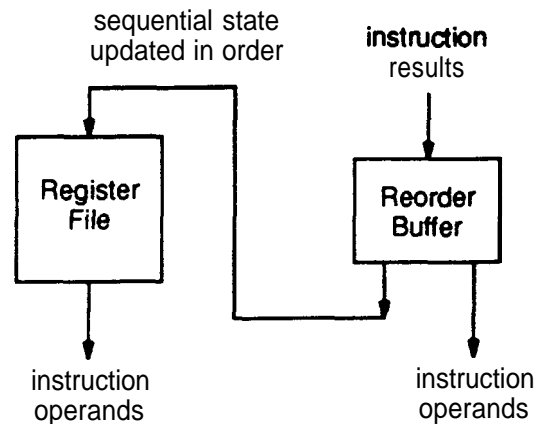 sequential state
updated in order
instruction
results
Register
File
Reorder
Buffer
instruction
operands
instruction
operands